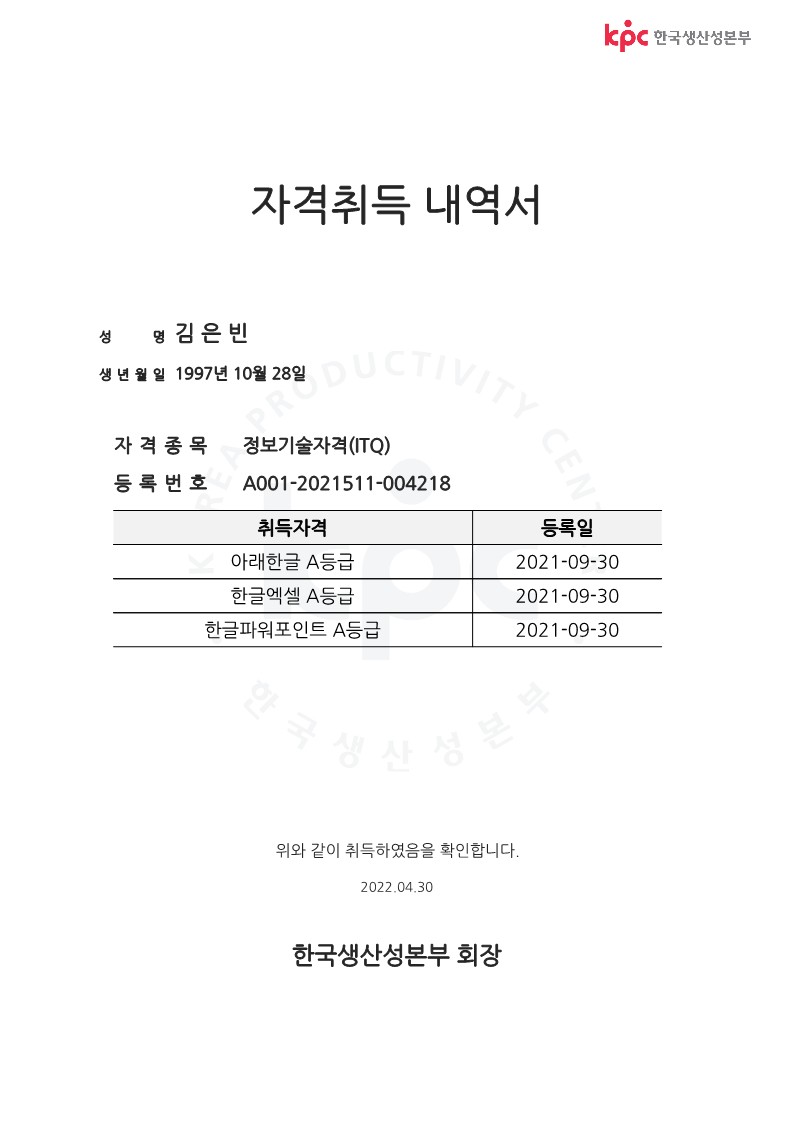 kpc 한국생산성본부
자격취득 내역서
성 명 김 은 빈
생 년 월 일 1997년 10월 28일
KOREA PRODUCTIVITY CENT
자 격 종 목 정보기술자격(ITQ)
등 록 번 호 A001-2021511-004218
취득자격 등록일
아래한글 A등급 2021-09-30
한글엑셀 A등급 2021-09-30
한글파워포인트 A등급 2021-09-30
kpc
한국생산성본부
위와 같이 취득하였음을 확인합니다.
2022.04.30
한국생산성본부 회장